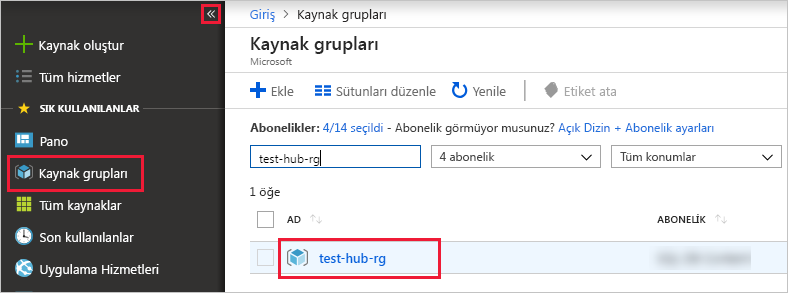 «
Kaynak oluştur
Tüm hizmetler
SIK KULLANILANLAR
Pano
Kaynak grupları
Tüm kaynaklar
Son kullanılanlar
Uygulama Hizmetleri
Giriş > Kaynak grupları
Kaynak grupları
Microsoft
Ekle Sütunları düzenle Yenile Etiket ata
Abonelikler: 4/14 seçildi - Abonelik görmüyor musunuz? Açık Dizin + Abonelik ayarları
test-hub-rg 4 abonelik Tüm konumlar
1 öğe
AD ABONELİK
test-hub-rg